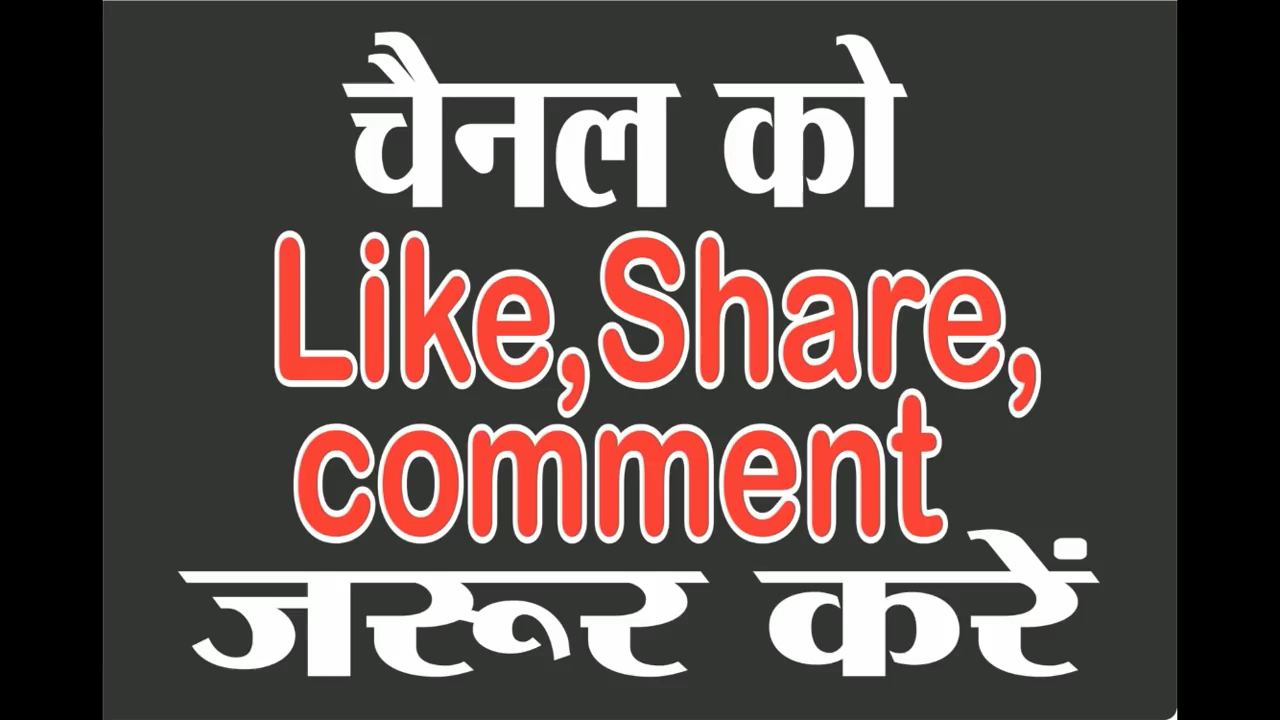 चैनल को
Like,Share,
comment
जरूर करें